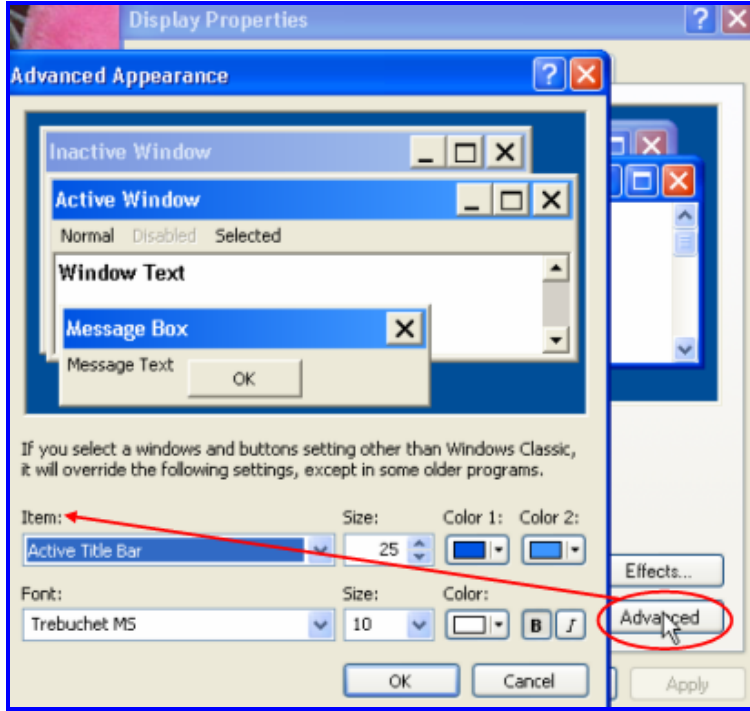 Display Properties
Advanced Appearance
Inactive Window
Active Window
Normal Disabled Selected
Window Text
Message Box
Message Text
OK
If you select a windows and buttons setting other than Windows Classic,
it will override the following settings, except in some older programs.
Item: Size: Color 1: Color 2:
Active Title Bar 25
Effects...
Font: Size: Color:
Trebuchet MS 10 B I
Advanced
OK Cancel Apply